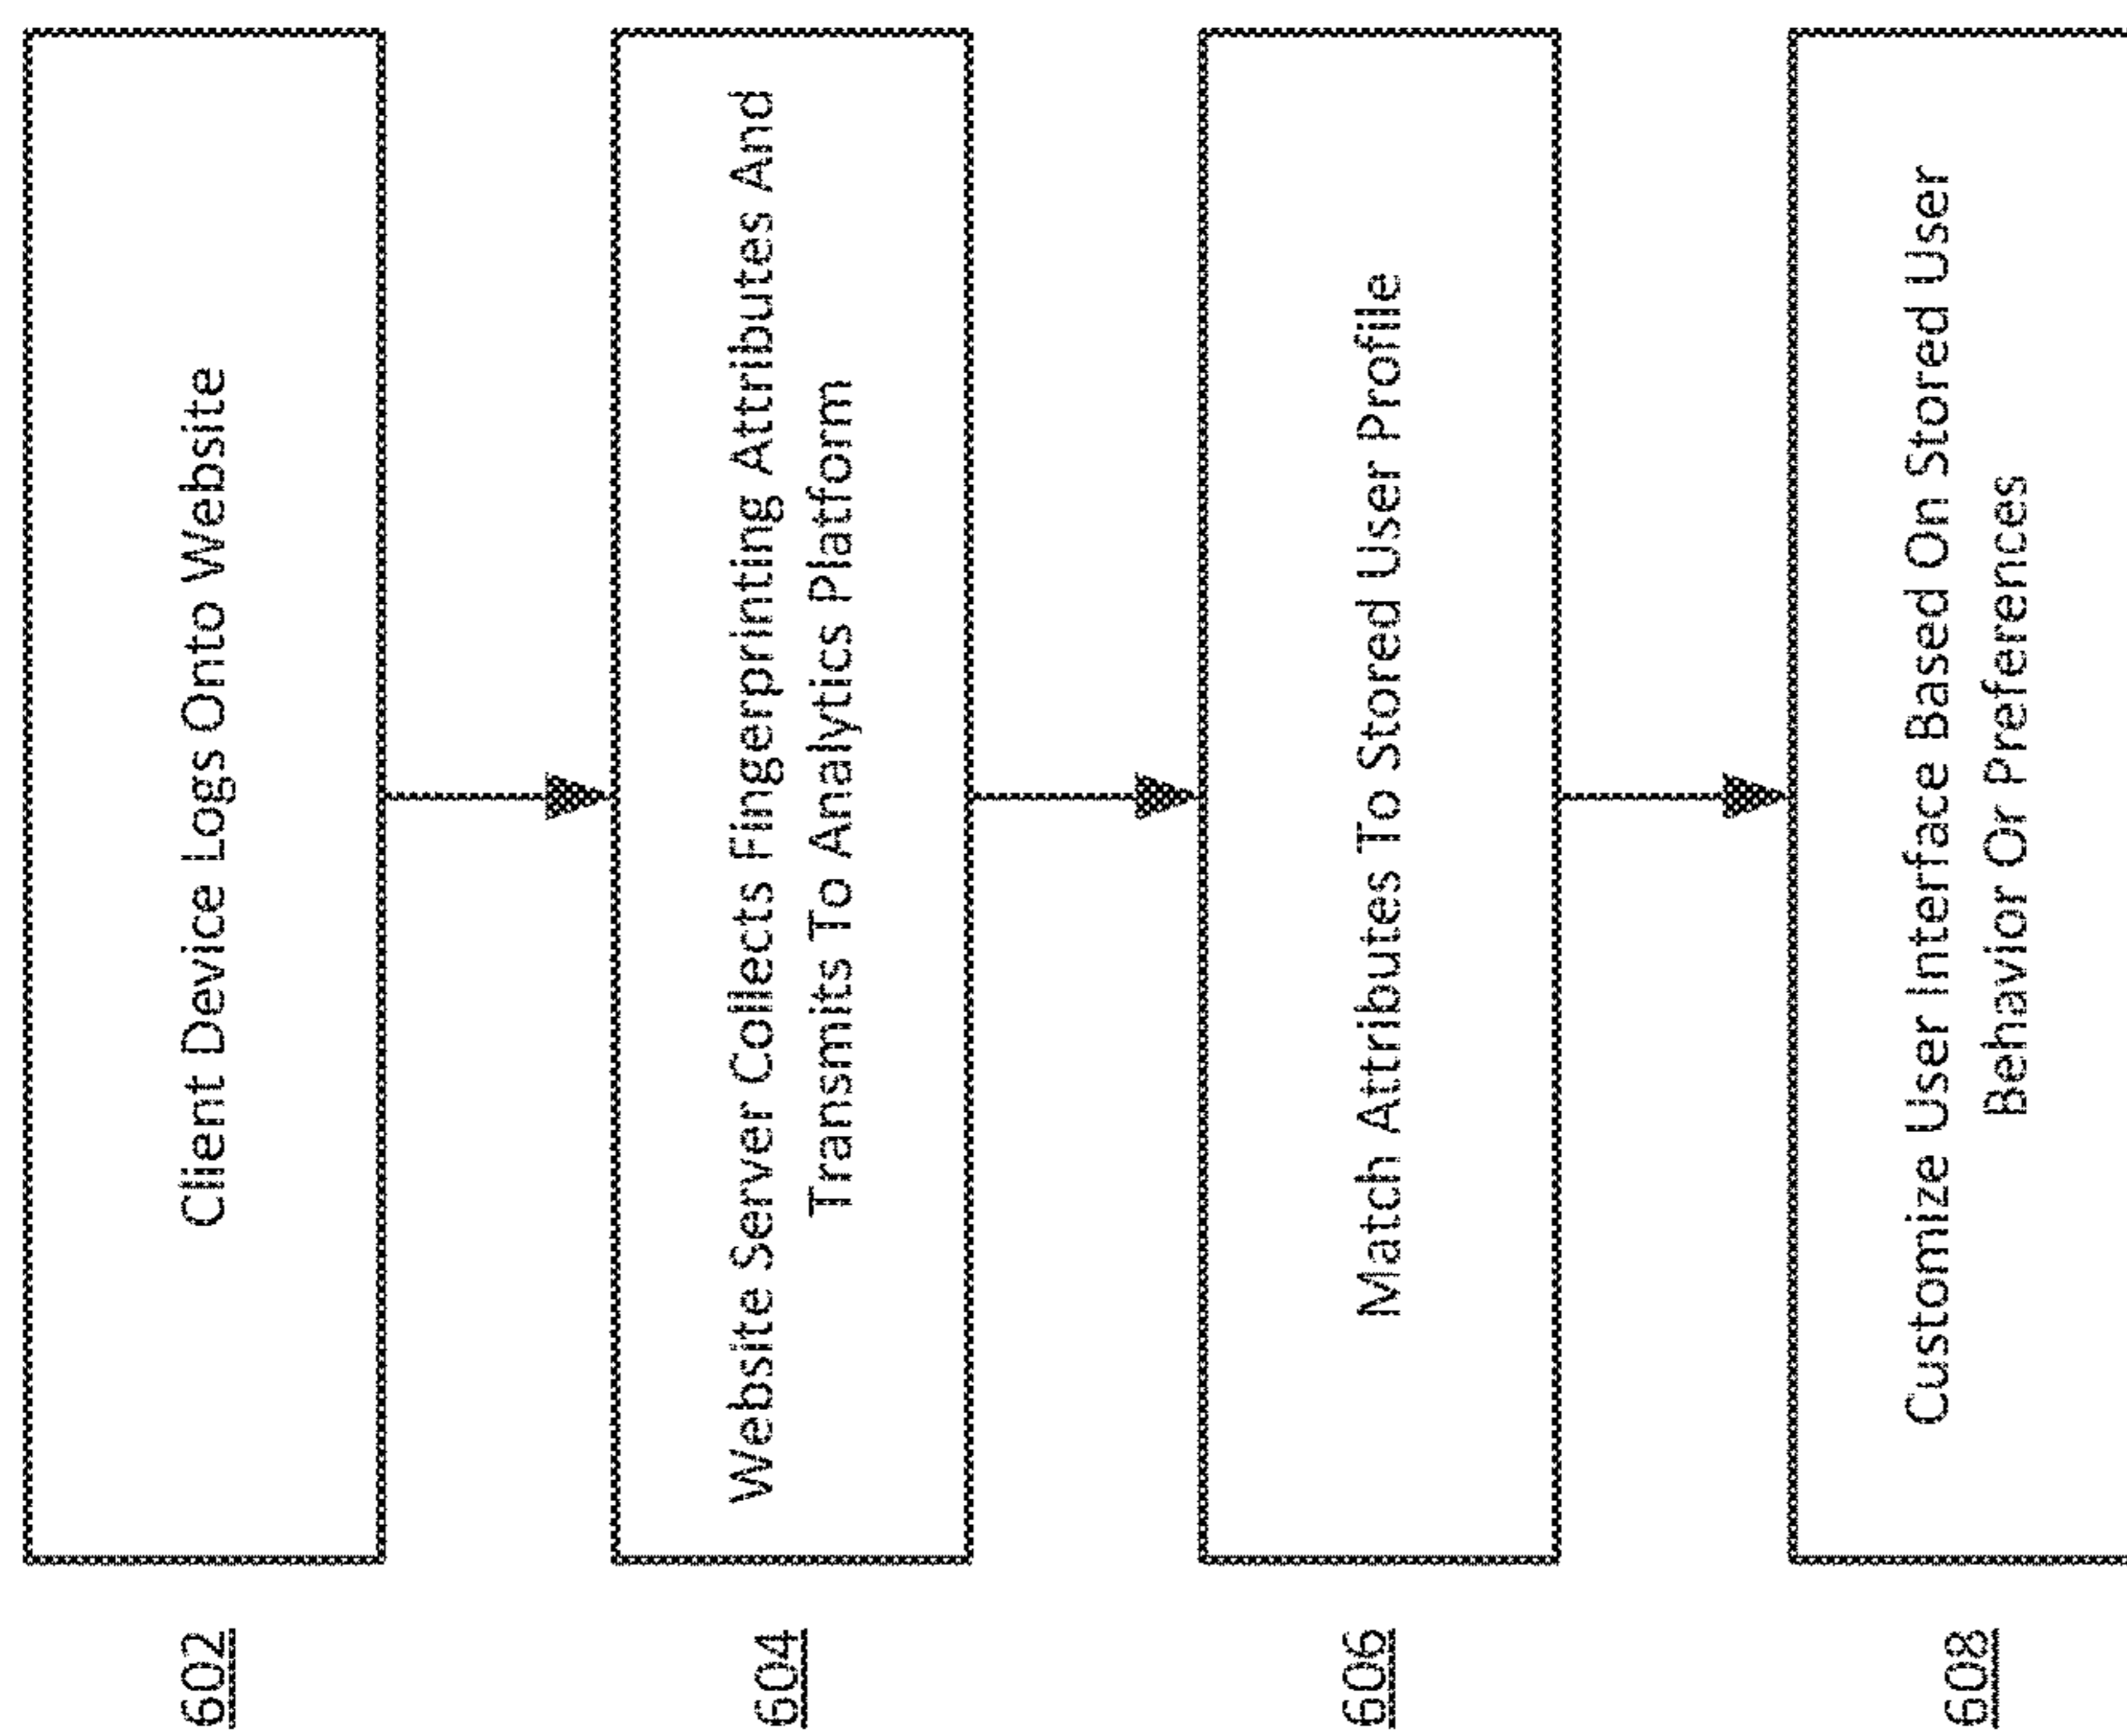 602
Client Device Logs Onto Website
604
Website Server Collects Fingerprinting Attributes And
Transmits To Analytics Platform
606
Match Attributes To Stored User Profile
608
Customize User Interface Based On Stored User
Behavior Or Preferences